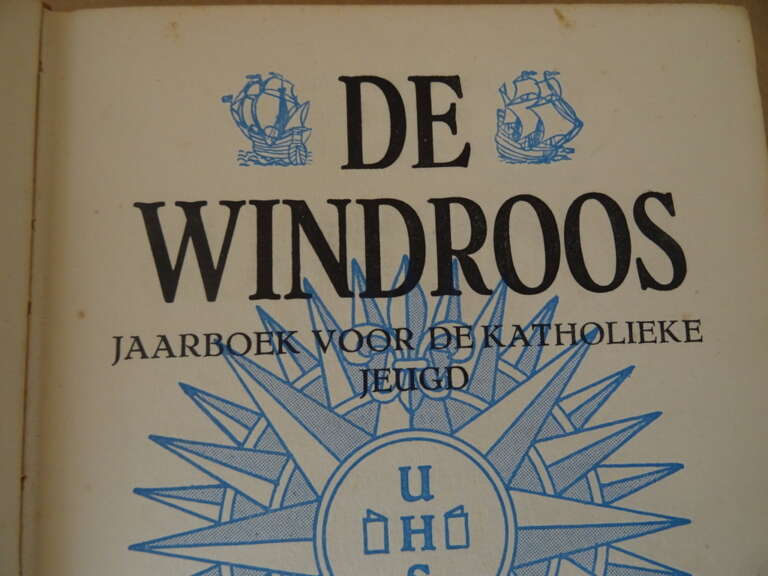 DE
WINDROOS
JAARBOEK VOOR DE KATHOLIEKE
JEUGD
U
H
S